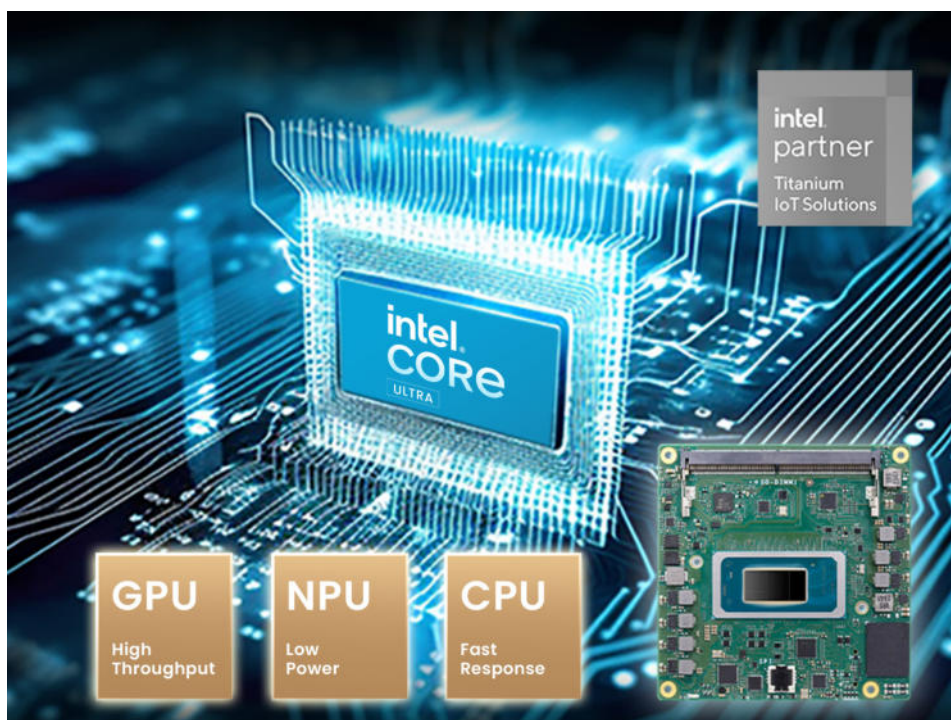 intel.
partner
Titanium
IoT Solutions
intel.
CORe
ULTRA
GPU
High
Throughput
NPU
Low
Power
CPU
Fast
Response